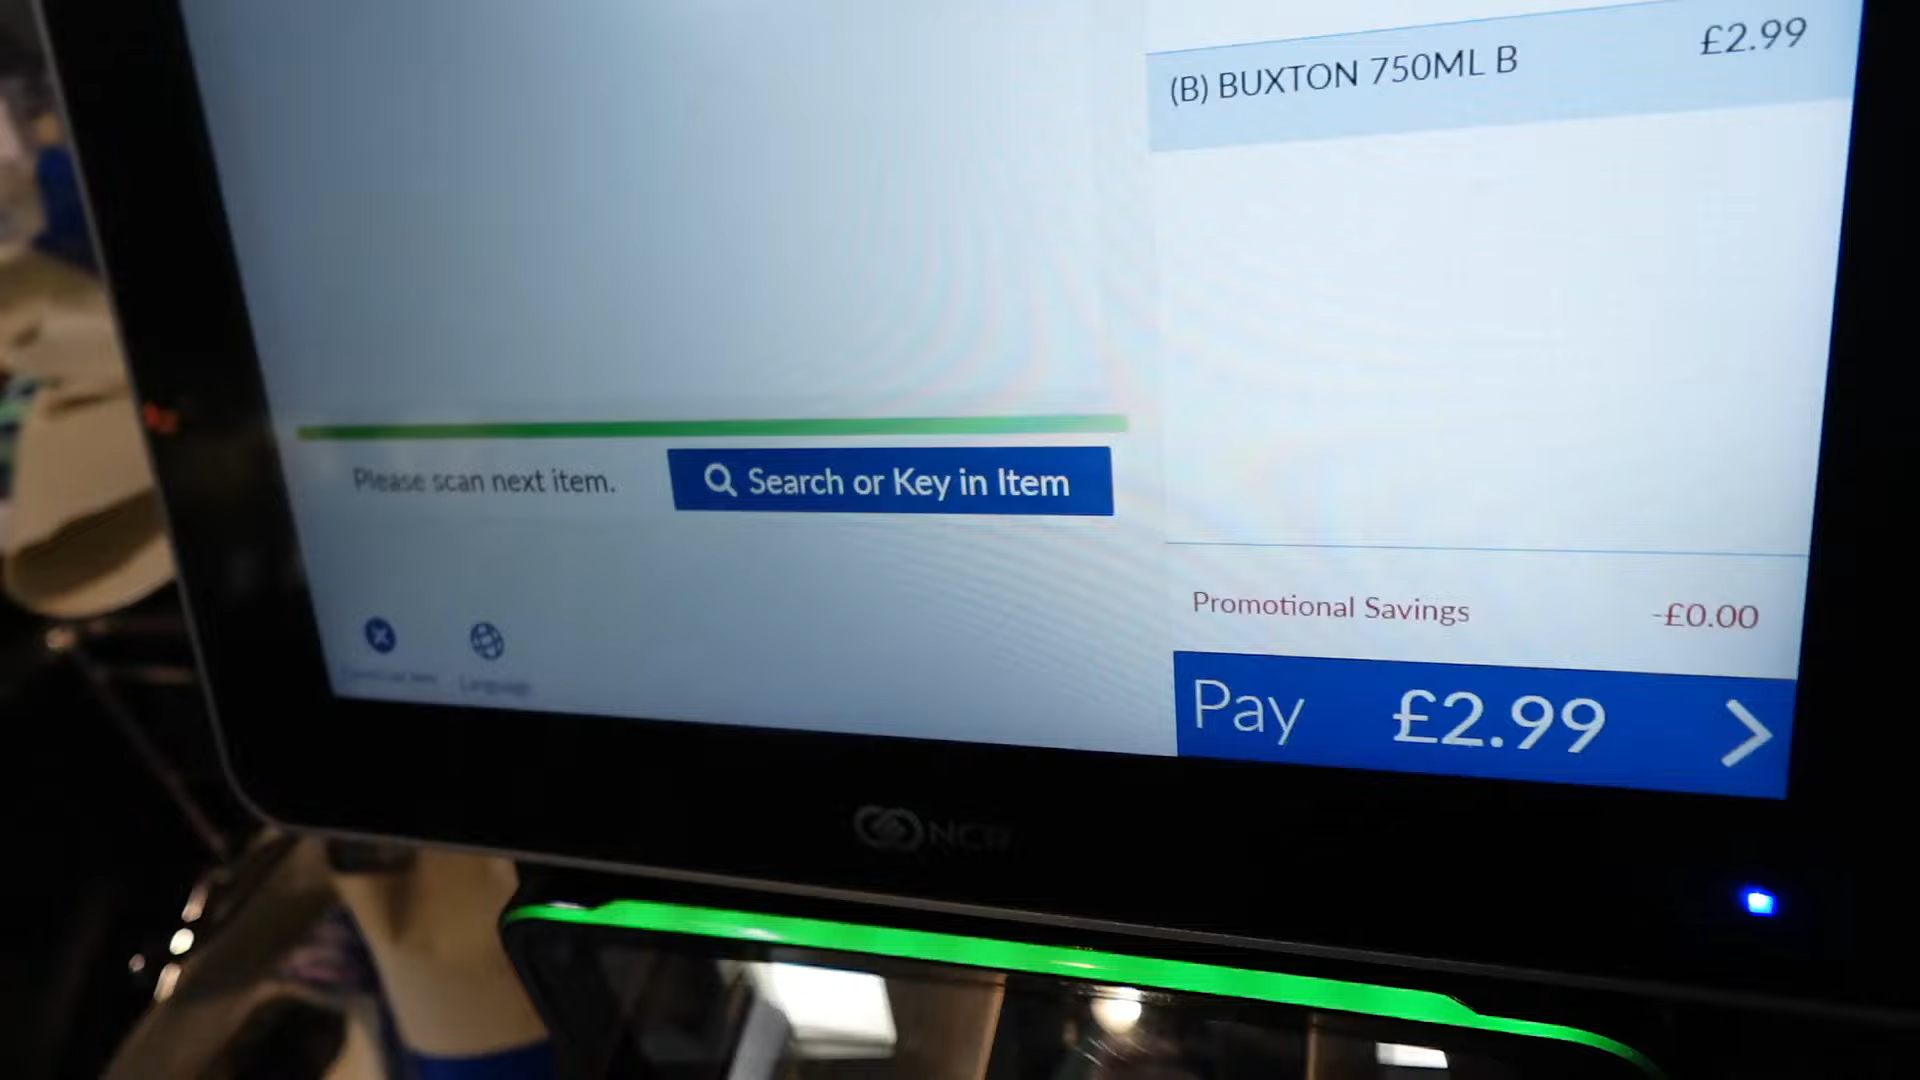 £2.99
(B) BUXTON 750ML B
Please scan next item.
Search or Key in Item
Promotional Savings -£0.00
Language
Pay £2.99
NCR